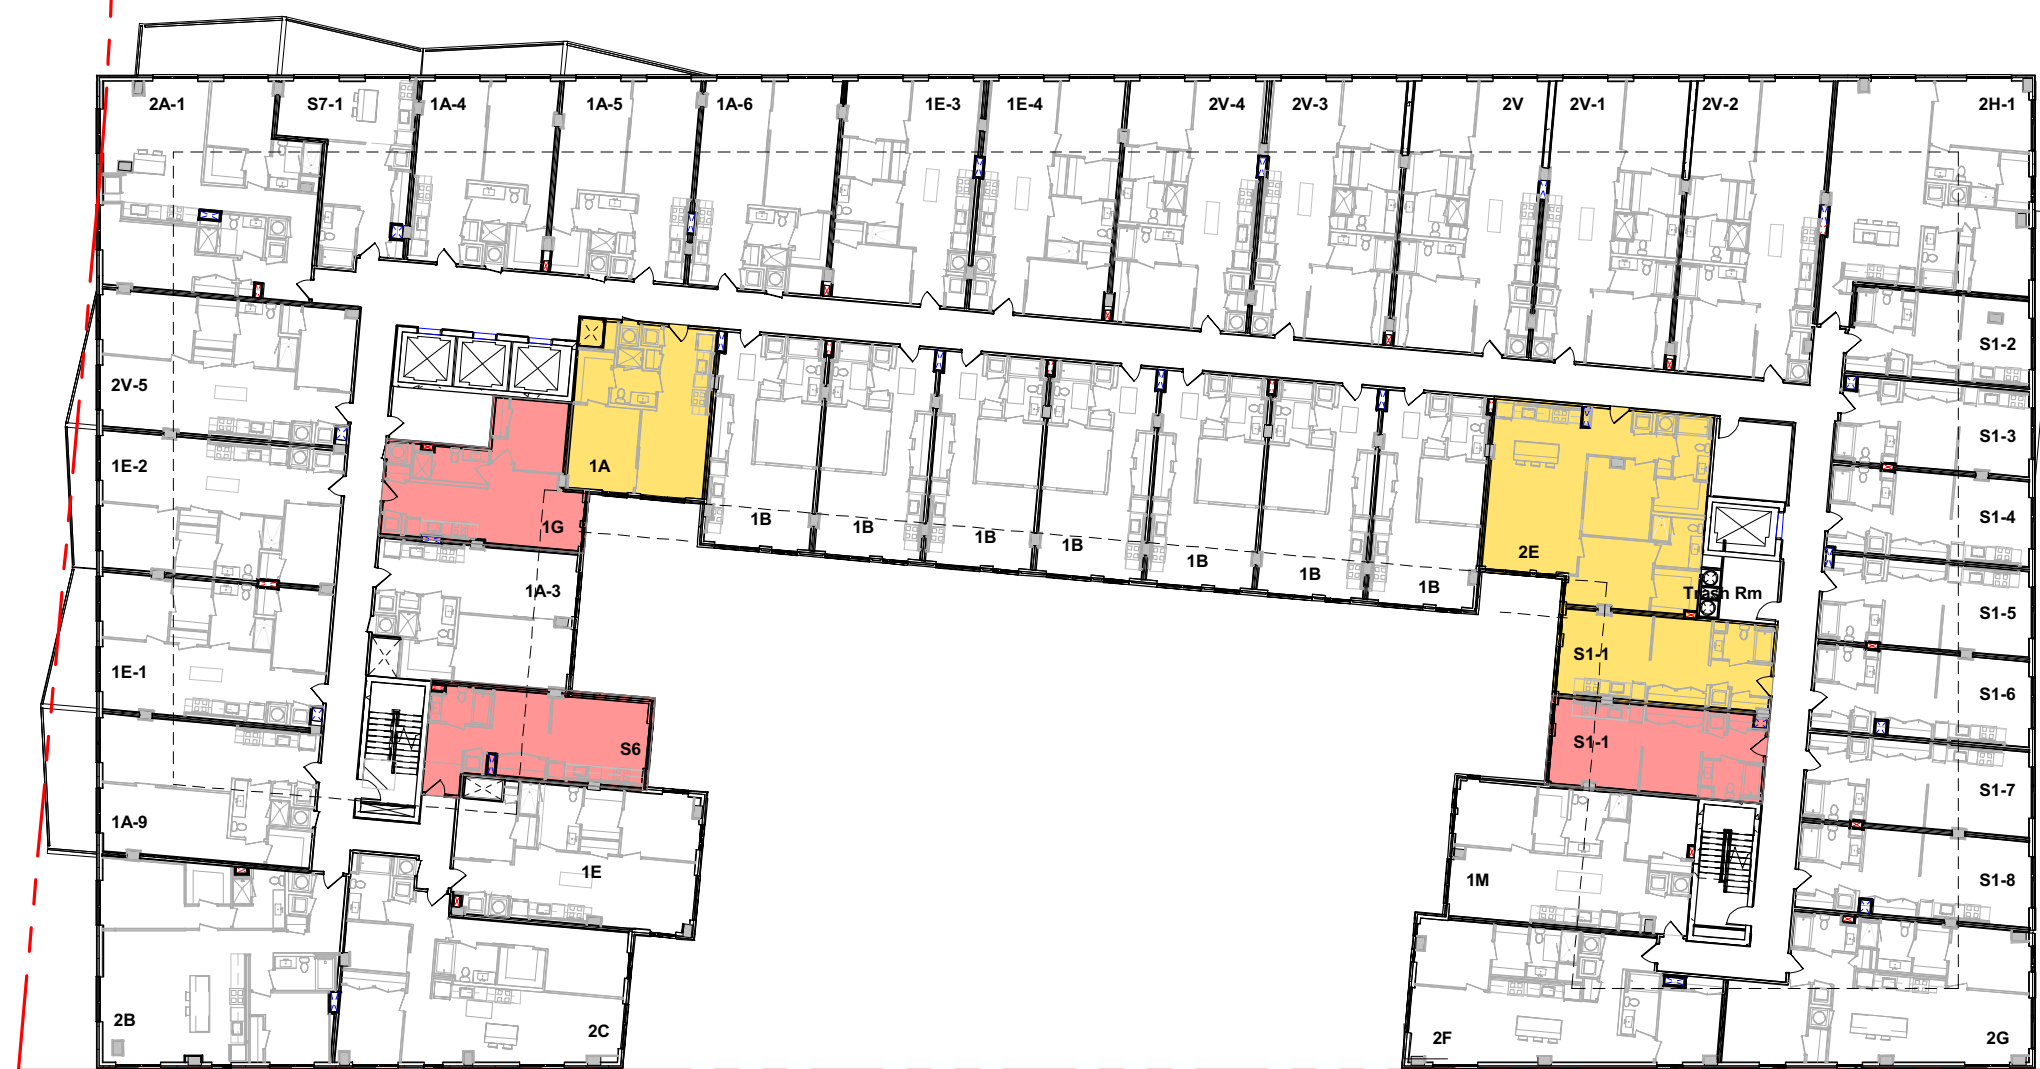 2A-1
S7-1
1A-4
1A-5
1A-6
1E-3
1E-4
2V-4
2V-3
2V
2V-1
2V-2
2H-1
S1-2
2V-5
S1-3
1E-2
1A
1G
1B
1B
1B
1B
1B
1B
1B
2E
S1-4
1A-3
Trash Rm
S1-5
S1-1
1E-1
S1-6
S6
S1-1
S1-7
1A-9
1E
1M
S1-8
2B
2C
2F
2G